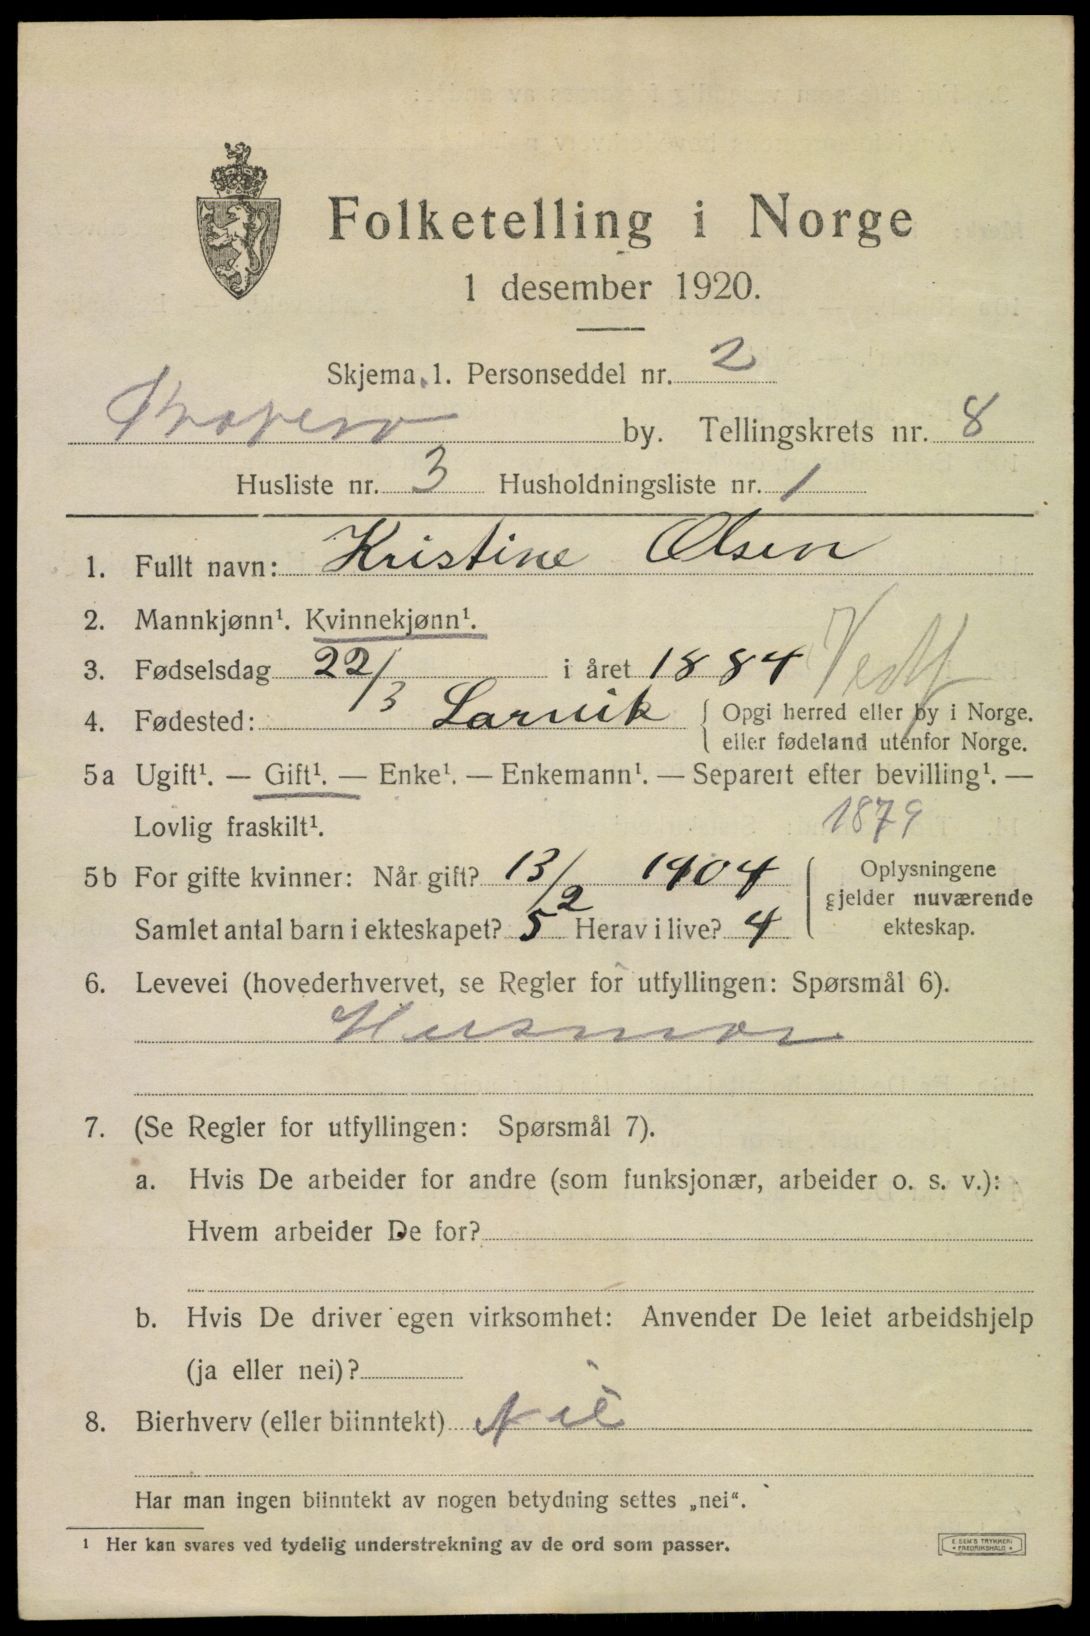 Folketelling i Norge
1 desember 1920.
Skjema 1. Personseddel nr. 2
by. Tellingskrets nr. 8
Husliste nr. 3 Husholdningsliste nr. 1
1. Fullt navn: Kristine Olsen
2. Mannkjønn¹. Kvinnekjønn¹.
3. Fødselsdag 22/3 i året 1884
4. Fødested: Larvik { Opgi herred eller by i Norge.
eller fødeland utenfor Norge.
5a Ugift¹. — Gift¹. — Enke¹. — Enkemann¹. — Separert efter bevilling¹. —
Lovlig fraskilt¹. 1879
5b For gifte kvinner: Når gift? 13/2 1904
Samlet antal barn i ekteskapet? 5 Herav i live? 4
Oplysningene
gjelder nuværende
ekteskap.
6. Levevei (hovederhvervet, se Regler for utfyllingen: Spørsmål 6).
Husmor
7. (Se Regler for utfyllingen: Spørsmål 7).
a. Hvis De arbeider for andre (som funksjonær, arbeider o. s. v.):
Hvem arbeider De for?
b. Hvis De driver egen virksomhet: Anvender De leiet arbeidshjelp
(ja eller nei)?
8. Bierhverv (eller biinntekt) Nei
Har man ingen biinntekt av nogen betydning settes „nei“.
¹ Her kan svares ved tydelig understrekning av de ord som passer.
E SEM'S TRYKKERI
• FREDRIKSHALD •